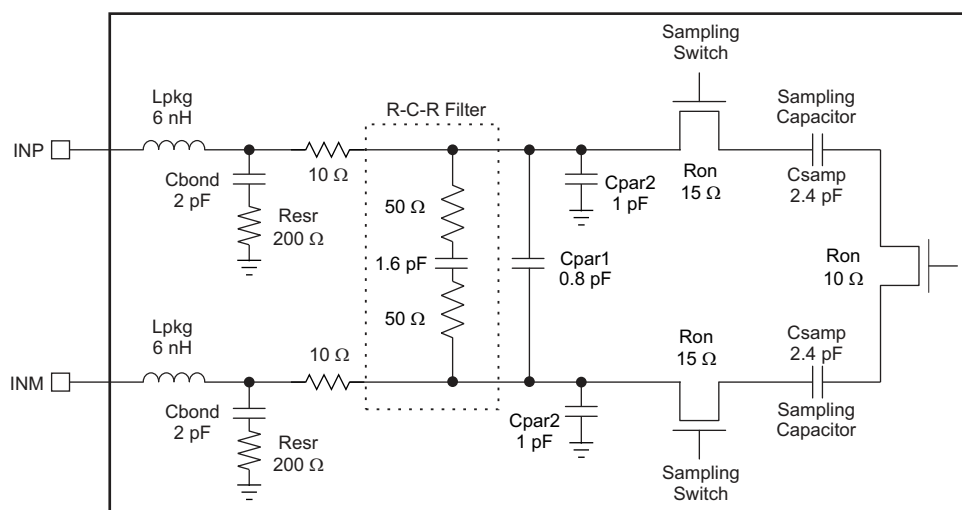 Sampling
Switch
Lpkg
6 nH
R-C-R Filter
Sampling
Capacitor
INP
10 Ω
Cbond
2 pF
Resr
200 Ω
50 Ω
1.6 pF
50 Ω
Cpar2
1 pF
Cpar1
0.8 pF
Ron
15 Ω
Csamp
2.4 pF
Ron
10 Ω
Lpkg
6 nH
10 Ω
Ron
15 Ω
Csamp
2.4 pF
INM
Cbond
2 pF
Resr
200 Ω
Cpar2
1 pF
Sampling
Capacitor
Sampling
Switch